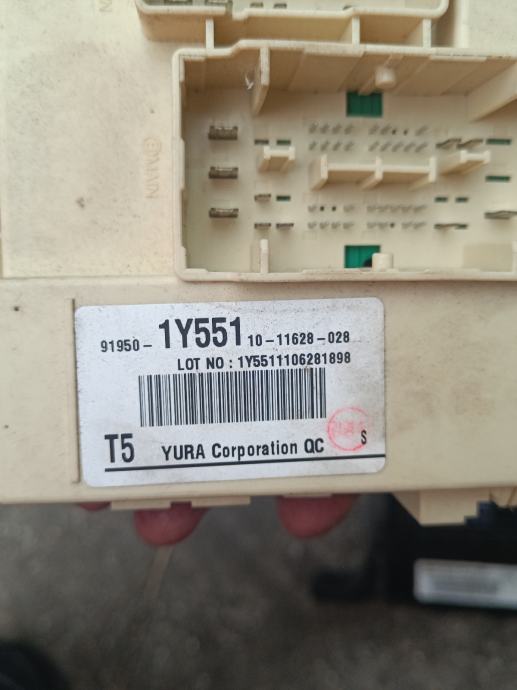 91950- 1Y551 10-11628-028
LOT NO : 1Y5511106281898
T5 YURA Corporation QC S